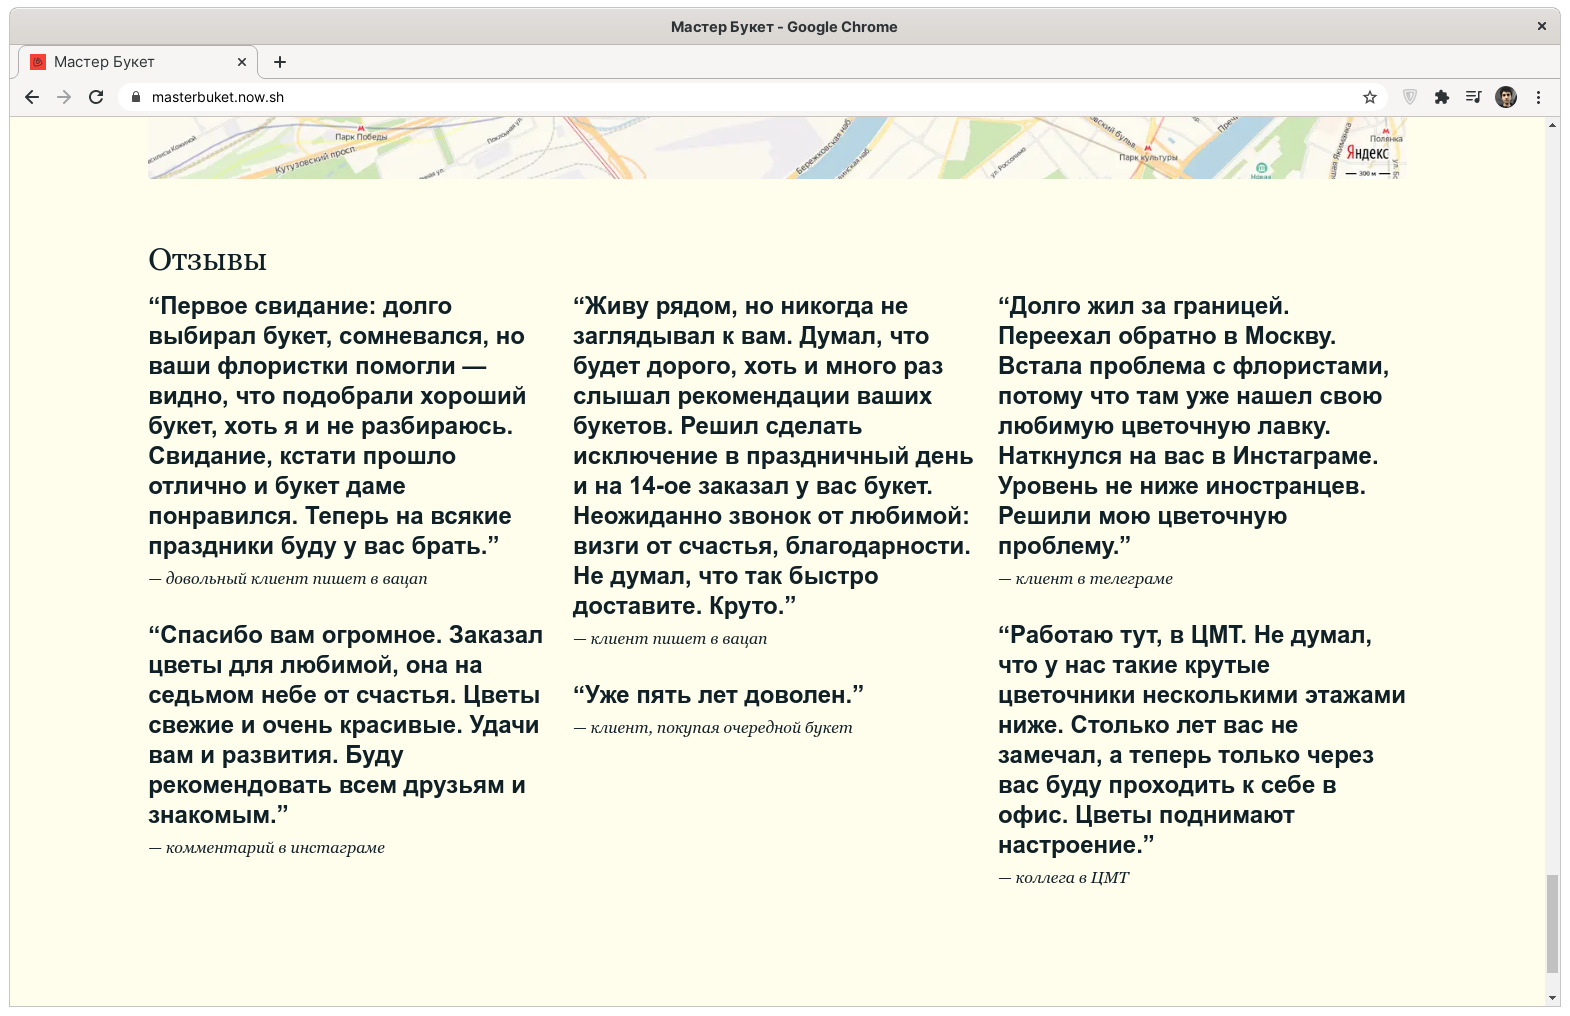 Мастер Букет - Google Chrome
Мастер Букет
masterbuket.now.sh
Парк Победы
Кутузовский просп.
Поклонная ул.
Бережковская наб.
ул. Россолимо
Парк культуры
Новая
Полянка
Яндекс
300 м
Отзывы
“Первое свидание: долго
выбирал букет, сомневался, но
ваши флористки помогли —
видно, что подобрали хороший
букет, хоть я и не разбираюсь.
Свидание, кстати прошло
отлично и букет даме
понравился. Теперь на всякие
праздники буду у вас брать.”
— довольный клиент пишет в вацап
“Спасибо вам огромное. Заказал
цветы для любимой, она на
седьмом небе от счастья. Цветы
свежие и очень красивые. Удачи
вам и развития. Буду
рекомендовать всем друзьям и
знакомым.”
— комментарий в инстаграме
“Живу рядом, но никогда не
заглядывал к вам. Думал, что
будет дорого, хоть и много раз
слышал рекомендации ваших
букетов. Решил сделать
исключение в праздничный день
и на 14-ое заказал у вас букет.
Неожиданно звонок от любимой:
визги от счастья, благодарности.
Не думал, что так быстро
доставите. Круто.”
— клиент пишет в вацап
“Уже пять лет доволен.”
— клиент, покупая очередной букет
“Долго жил за границей.
Переехал обратно в Москву.
Встала проблема с флористами,
потому что там уже нашел свою
любимую цветочную лавку.
Наткнулся на вас в Инстаграме.
Уровень не ниже иностранцев.
Решили мою цветочную
проблему.”
— клиент в телеграме
“Работаю тут, в ЦМТ. Не думал,
что у нас такие крутые
цветочники несколькими этажами
ниже. Столько лет вас не
замечал, а теперь только через
вас буду проходить к себе в
офис. Цветы поднимают
настроение.”
— коллега в ЦМТ